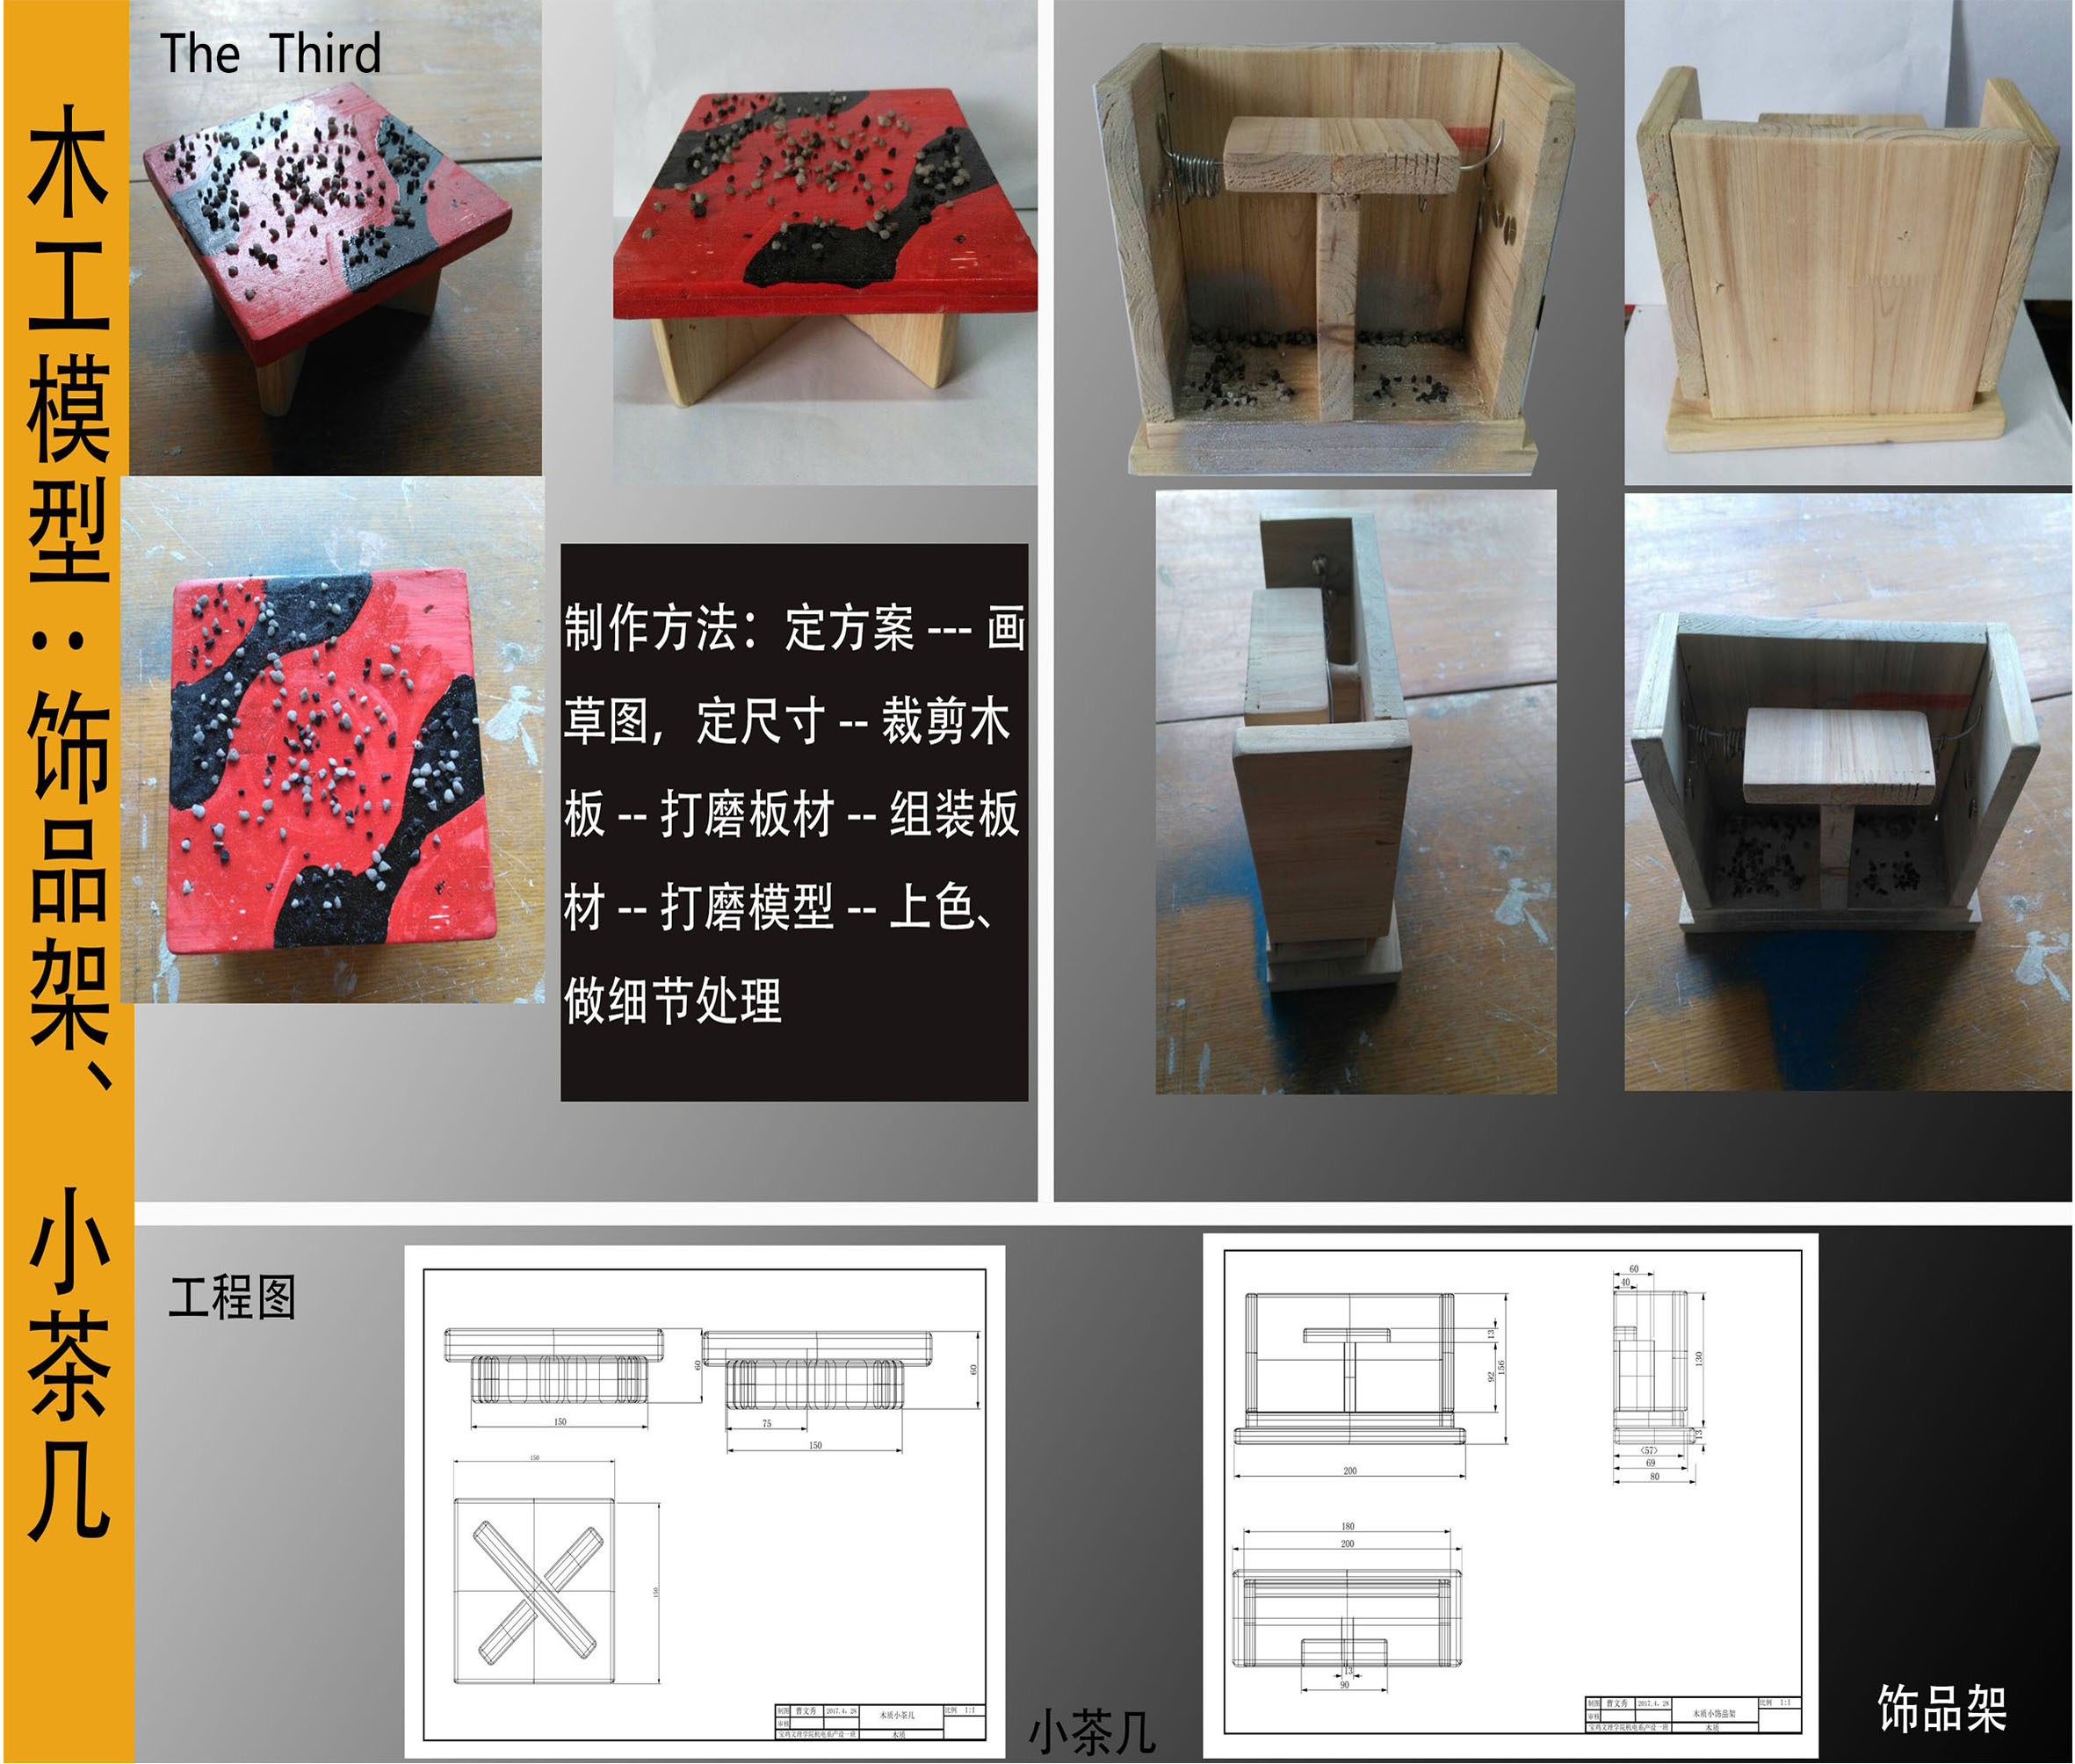 木工模型：饰品架、 小茶几
The Third
制作方法：定方案 --- 画
草图，定尺寸 -- 裁剪木
板 -- 打磨板材 -- 组装板
材 -- 打磨模型 -- 上色、
做细节处理
工程图
60
60
150
75
150
150
150
制图 曹文秀 2017.4.28 木质小茶几 比例 1:1
审核
宝鸡文理学院机电系产设一班 木质
小茶几
60
40
13
92
156
130
13
200
(57)
69
80
180
200
13
90
制图 曹文秀 2017.4.28 木质小饰品架 比例 1:1
审核
宝鸡文理学院机电系产设一班 木质
饰品架